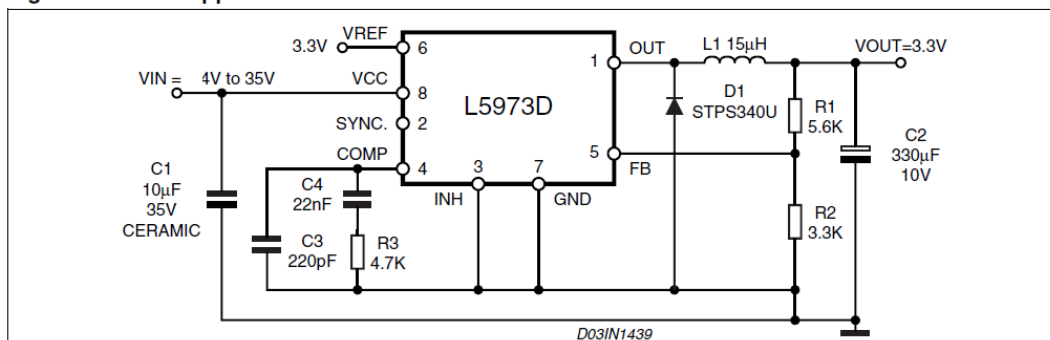 VREF
3.3V
6
VIN = 4V to 35V
VCC
8
SYNC.
2
COMP
4
L5973D
3
7
INH
GND
1
OUT
5
FB
L1 15µH
VOUT=3.3V
D1
STPS340U
R1
5.6K
C2
330µF
10V
R2
3.3K
C1
10µF
35V
CERAMIC
C4
22nF
C3
220pF
R3
4.7K
D03IN1439